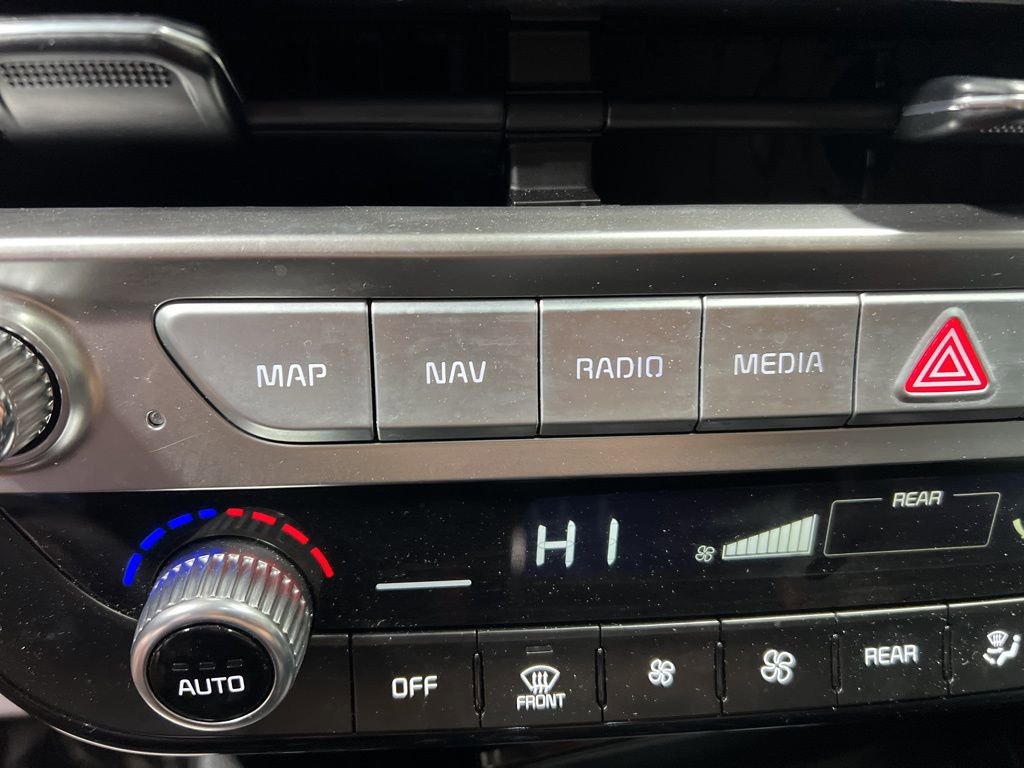 MAP NAV RADIO MEDIA
REAR
HI
AUTO OFF FRONT REAR